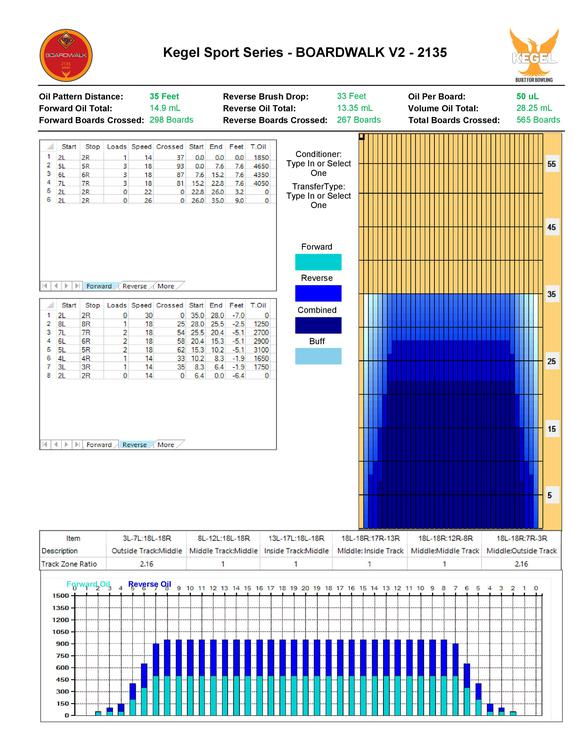 BOARDWALK
Kegel Sport Series - BOARDWALK V2 - 2135
KEGEL
BUILT FOR BOWLING
Oil Pattern Distance: 35 Feet Reverse Brush Drop: 33 Feet Oil Per Board: 50 uL
Forward Oil Total: 14.9 mL Reverse Oil Total: 13.35 mL Volume Oil Total: 28.25 mL
Forward Boards Crossed: 298 Boards Reverse Boards Crossed: 267 Boards Total Boards Crossed: 565 Boards
Start Stop Loads Speed Crossed Start End Feet T.Oil
1 2L 2R 1 14 37 0.0 0.0 0.0 1850
2 5L 5R 3 18 93 0.0 7.6 7.6 4650
3 6L 6R 3 18 87 7.6 15.2 7.6 4350
4 7L 7R 3 18 81 15.2 22.8 7.6 4050
5 2L 2R 0 22 0 22.8 26.0 3.2 0
6 2L 2R 0 26 0 26.0 35.0 9.0 0
Forward Reverse More
Start Stop Loads Speed Crossed Start End Feet T.Oil
1 2L 2R 0 30 0 35.0 28.0 -7.0 0
2 8L 8R 1 18 25 28.0 25.5 -2.5 1250
3 7L 7R 2 18 54 25.5 20.4 -5.1 2700
4 6L 6R 2 18 58 20.4 15.3 -5.1 2900
5 5L 5R 2 18 62 15.3 10.2 -5.1 3100
6 4L 4R 1 14 33 10.2 8.3 -1.9 1650
7 3L 3R 1 14 35 8.3 6.4 -1.9 1750
8 2L 2R 0 14 0 6.4 0.0 -6.4 0
Forward Reverse More
Conditioner:
Type In or Select
One
TransferType:
Type In or Select
One
Forward
Reverse
Combined
Buff
55
45
35
25
15
5
Item 3L-7L:18L-18R 8L-12L:18L-18R 13L-17L:18L-18R 18L-18R:17R-13R 18L-18R:12R-8R 18L-18R:7R-3R
Description Outside Track:Middle Middle Track:Middle Inside Track:Middle Middle: Inside Track Middle:Middle Track Middle:Outside Track
Track Zone Ratio 2.16 1 1 1 1 2.16
Forward Oil Reverse Oil
0 1 2 3 4 5 6 7 8 9 10 11 12 13 14 15 16 17 18 19 20 19 18 17 16 15 14 13 12 11 10 9 8 7 6 5 4 3 2 1 0
1500
1350
1200
1050
900
750
600
450
300
150
0